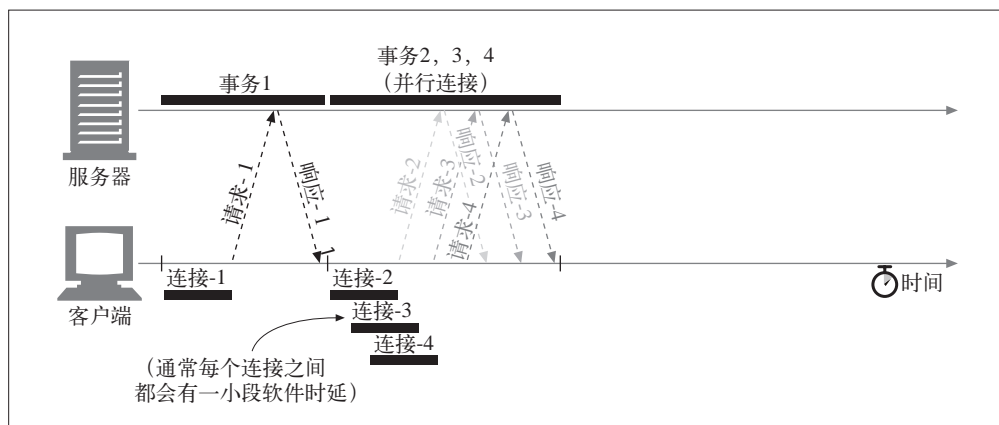 事务2，3，4
（并行连接）
事务1
服务器
请求-1
响应-1
请求-2
请求-3
响应-2
请求-4
响应-3
响应-4
1
连接-1
连接-2
连接-3
连接-4
时间
客户端
（通常每个连接之间
都会有一小段软件时延）